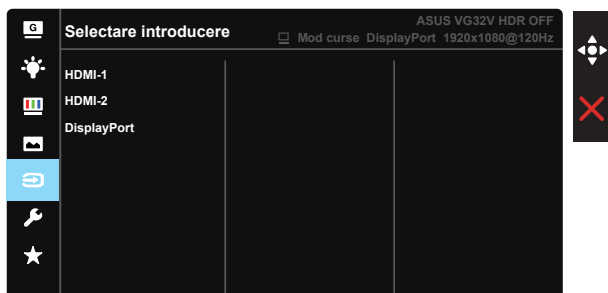 G
Selectare introducere
ASUS VG32V HDR OFF
Mod curse DisplayPort 1920x1080@120Hz
HDMI-1
HDMI-2
DisplayPort